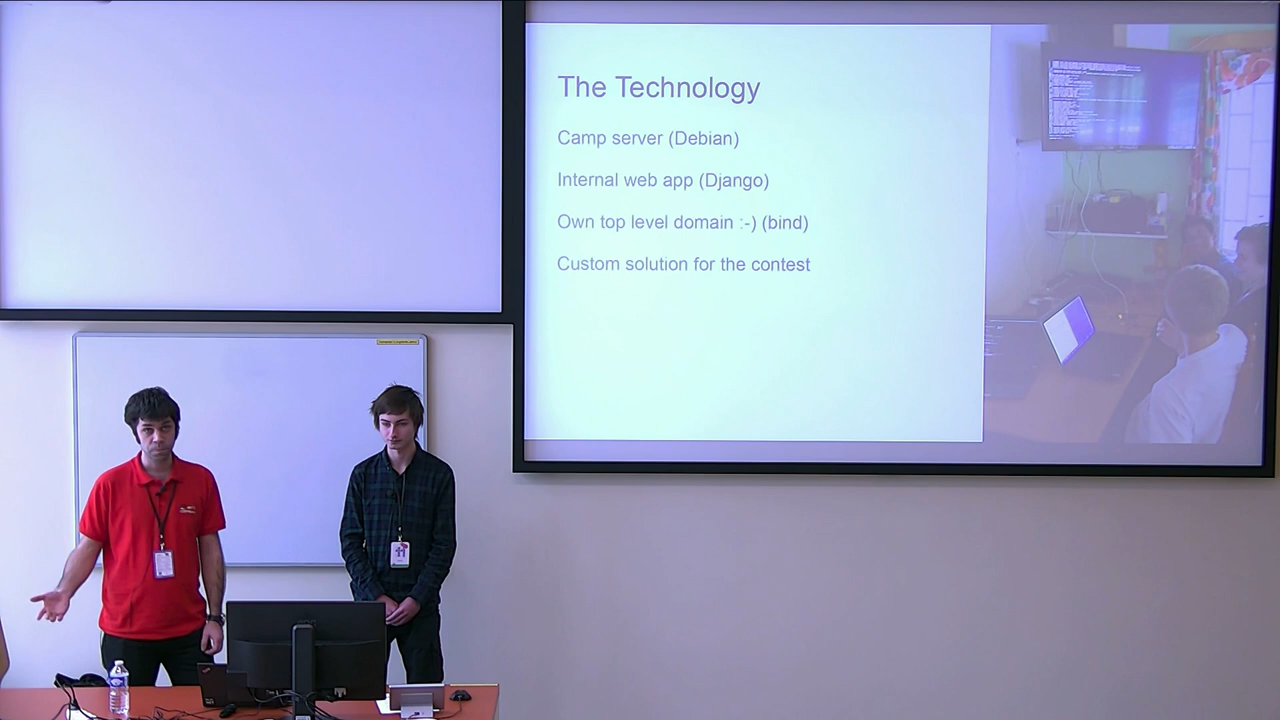 The Technology
Camp server (Debian)
Internal web app (Django)
Own top level domain :-) (bind)
Custom solution for the contest